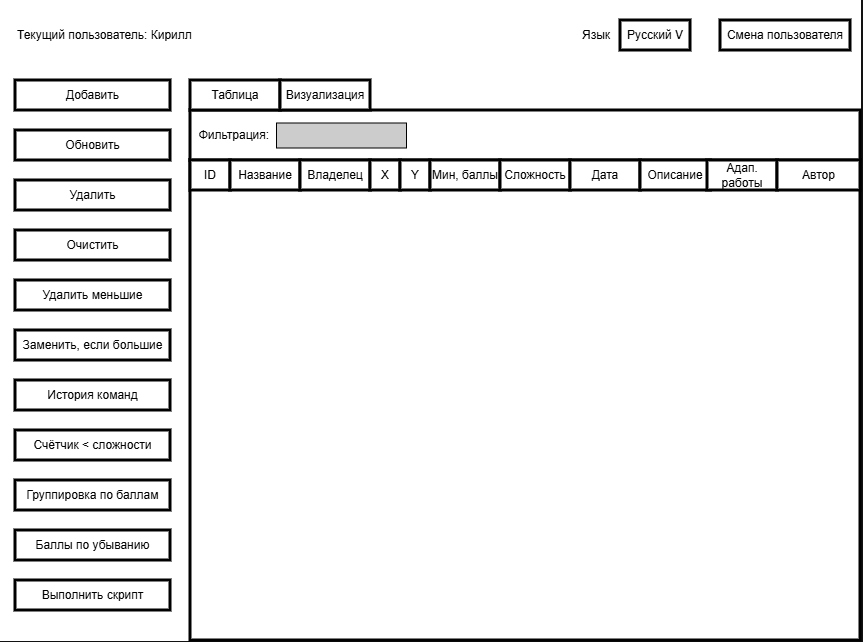 Текущий пользователь: Кирилл
Язык
Русский V
Смена пользователя
Добавить
Обновить
Удалить
Очистить
Удалить меньшие
Заменить, если большие
История команд
Счётчик < сложности
Группировка по баллам
Баллы по убыванию
Выполнить скрипт
Таблица
Визуализация
Фильтрация:
ID
Название
Владелец
X
Y
Мин, баллы
Сложность
Дата
Описание
Адап.
работы
Автор